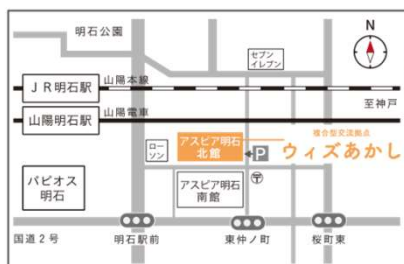 明石公園
N
セブン
イレブン
山陽本線
JR明石駅
至神戸
山陽電車
山陽明石駅
複合型交流拠点
ウィズあかし
アスピア明石
北館
P
ロー
ソン
〒
パピオス
明石
アスピア明石
南館
国道2号
明石駅前
東仲ノ町
桜町東